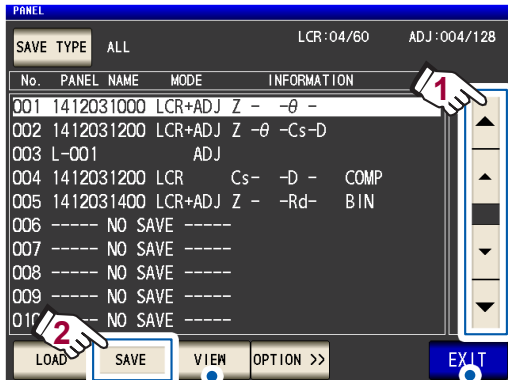 PANEL
SAVE TYPE ALL LCR:04/60 ADJ:004/128
No. PANEL NAME MODE INFORMATION
1
001 1412031000 LCR+ADJ Z - -θ -
002 1412031200 LCR+ADJ Z -θ -Cs-D
003 L-001 ADJ
004 1412031200 LCR Cs- -D - COMP
005 1412031400 LCR+ADJ Z - -Rd- BIN
006 ----- NO SAVE -----
007 ----- NO SAVE -----
008 ----- NO SAVE -----
009 ----- NO SAVE -----
010 ----- NO SAVE -----
2
LOAD SAVE VIEW OPTION >> EXIT